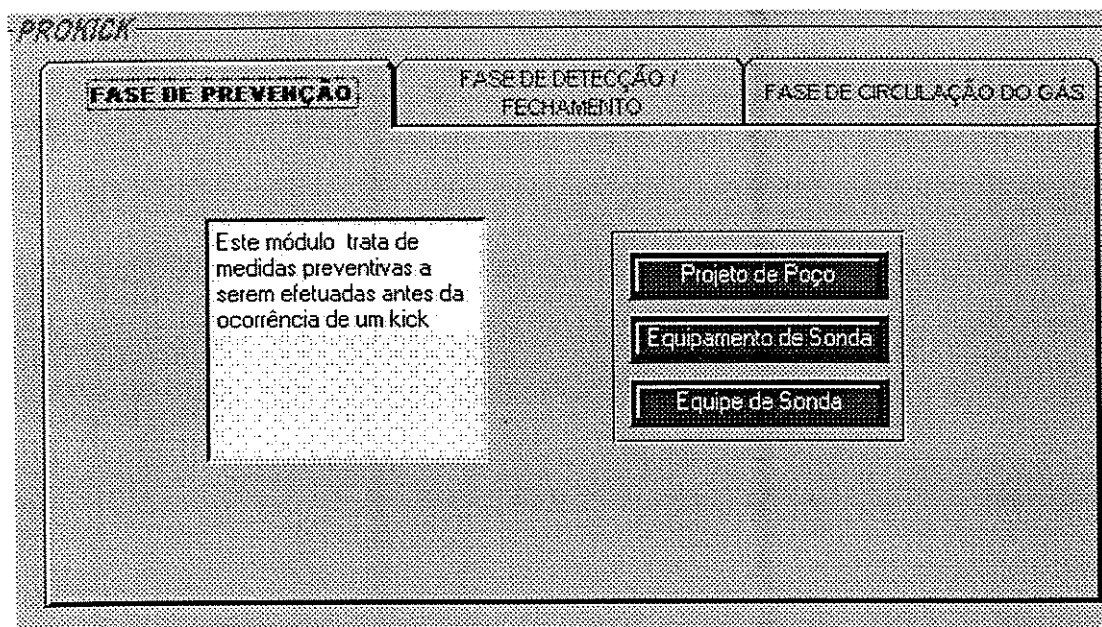 PROKICK
FASE DE PREVENÇÃO
FASE DE DETECÇÃO /
FECHAMENTO
FASE DE CIRCULAÇÃO DO GÁS
Este módulo trata de
medidas preventivas a
serem efetuadas antes da
ocorrência de um kick
Projeto de Poço
Equipamento de Sonda
Equipe de Sonda